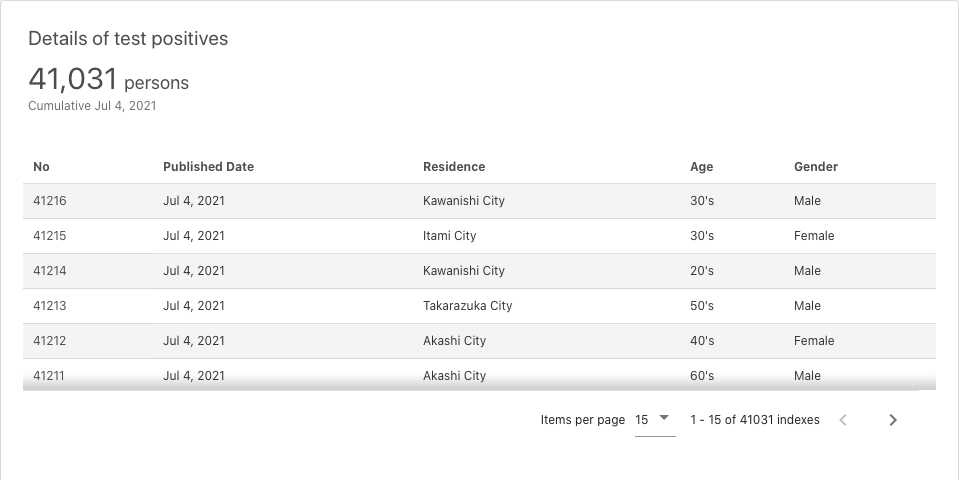 Details of test positives
41,031 persons
Cumulative Jul 4, 2021
No Published Date Residence Age Gender
41216 Jul 4, 2021 Kawanishi City 30's Male
41215 Jul 4, 2021 Itami City 30's Female
41214 Jul 4, 2021 Kawanishi City 20's Male
41213 Jul 4, 2021 Takarazuka City 50's Male
41212 Jul 4, 2021 Akashi City 40's Female
41211 Jul 4, 2021 Akashi City 60's Male
Items per page 15 1 - 15 of 41031 indexes